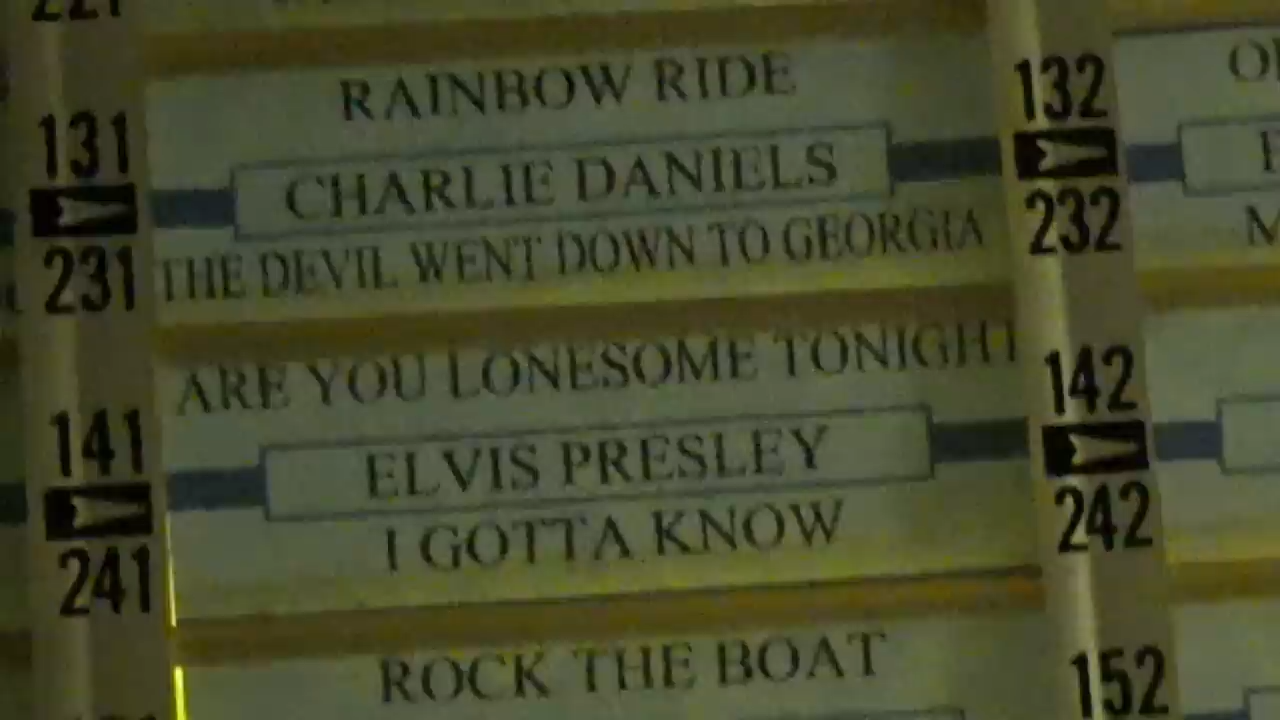 221
RAINBOW RIDE
131
CHARLIE DANIELS
231
THE DEVIL WENT DOWN TO GEORGIA
132
232
ARE YOU LONESOME TONIGHT
141
ELVIS PRESLEY
241
I GOTTA KNOW
142
242
ROCK THE BOAT
152